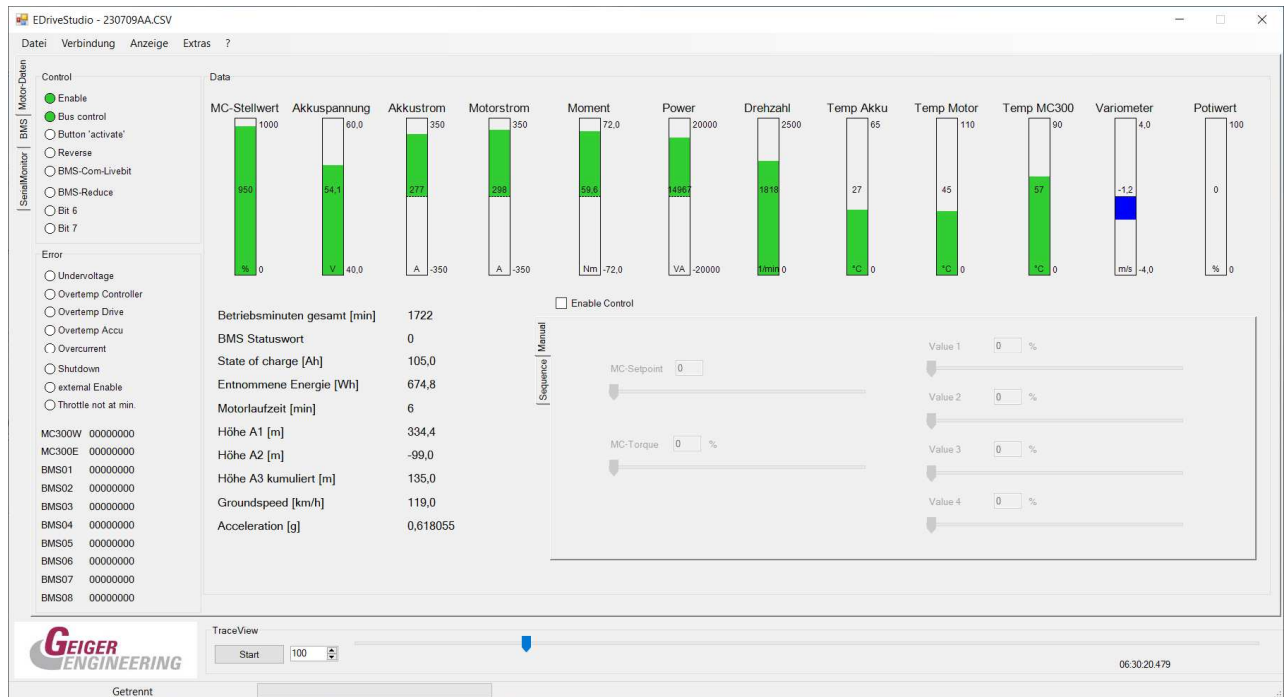 EDriveStudio - 230709AA.CSV
Datei Verbindung Anzeige Extras ?
Motor-Daten
BMS
SerialMonitor
Control
Enable
Bus control
Button 'activate'
Reverse
BMS-Com-Livebit
BMS-Reduce
Bit 6
Bit 7
Error
Undervoltage
Overtemp Controller
Overtemp Drive
Overtemp Accu
Overcurrent
Shutdown
external Enable
Throttle not at min.
MC300W 00000000
MC300E 00000000
BMS01 00000000
BMS02 00000000
BMS03 00000000
BMS04 00000000
BMS05 00000000
BMS06 00000000
BMS07 00000000
BMS08 00000000
Data
MC-Stellwert Akkuspannung Akkustrom Motorstrom Moment Power Drehzahl Temp Akku Temp Motor Temp MC300 Variometer Potiwert
1000 60,0 350 350 72,0 20000 2500 65 110 90 4,0 100
950 54,1 277 298 59,6 14967 1818 27 45 57 -1,2 0
% 0 V 40,0 A -350 A -350 Nm -72,0 VA -20000 1/min 0 °C 0 °C 0 °C 0 m/s -4,0 % 0
Betriebsminuten gesamt [min] 1722
BMS Statuswort 0
State of charge [Ah] 105,0
Entnommene Energie [Wh] 674,8
Motorlaufzeit [min] 6
Höhe A1 [m] 334,4
Höhe A2 [m] -99,0
Höhe A3 kumuliert [m] 135,0
Groundspeed [km/h] 119,0
Acceleration [g] 0,618055
Enable Control
Manual
Sequence
MC-Setpoint 0
MC-Torque 0 %
Value 1 0 %
Value 2 0 %
Value 3 0 %
Value 4 0 %
GEIGER
ENGINEERING
TraceView
Start 100
06:30:20.479
Getrennt